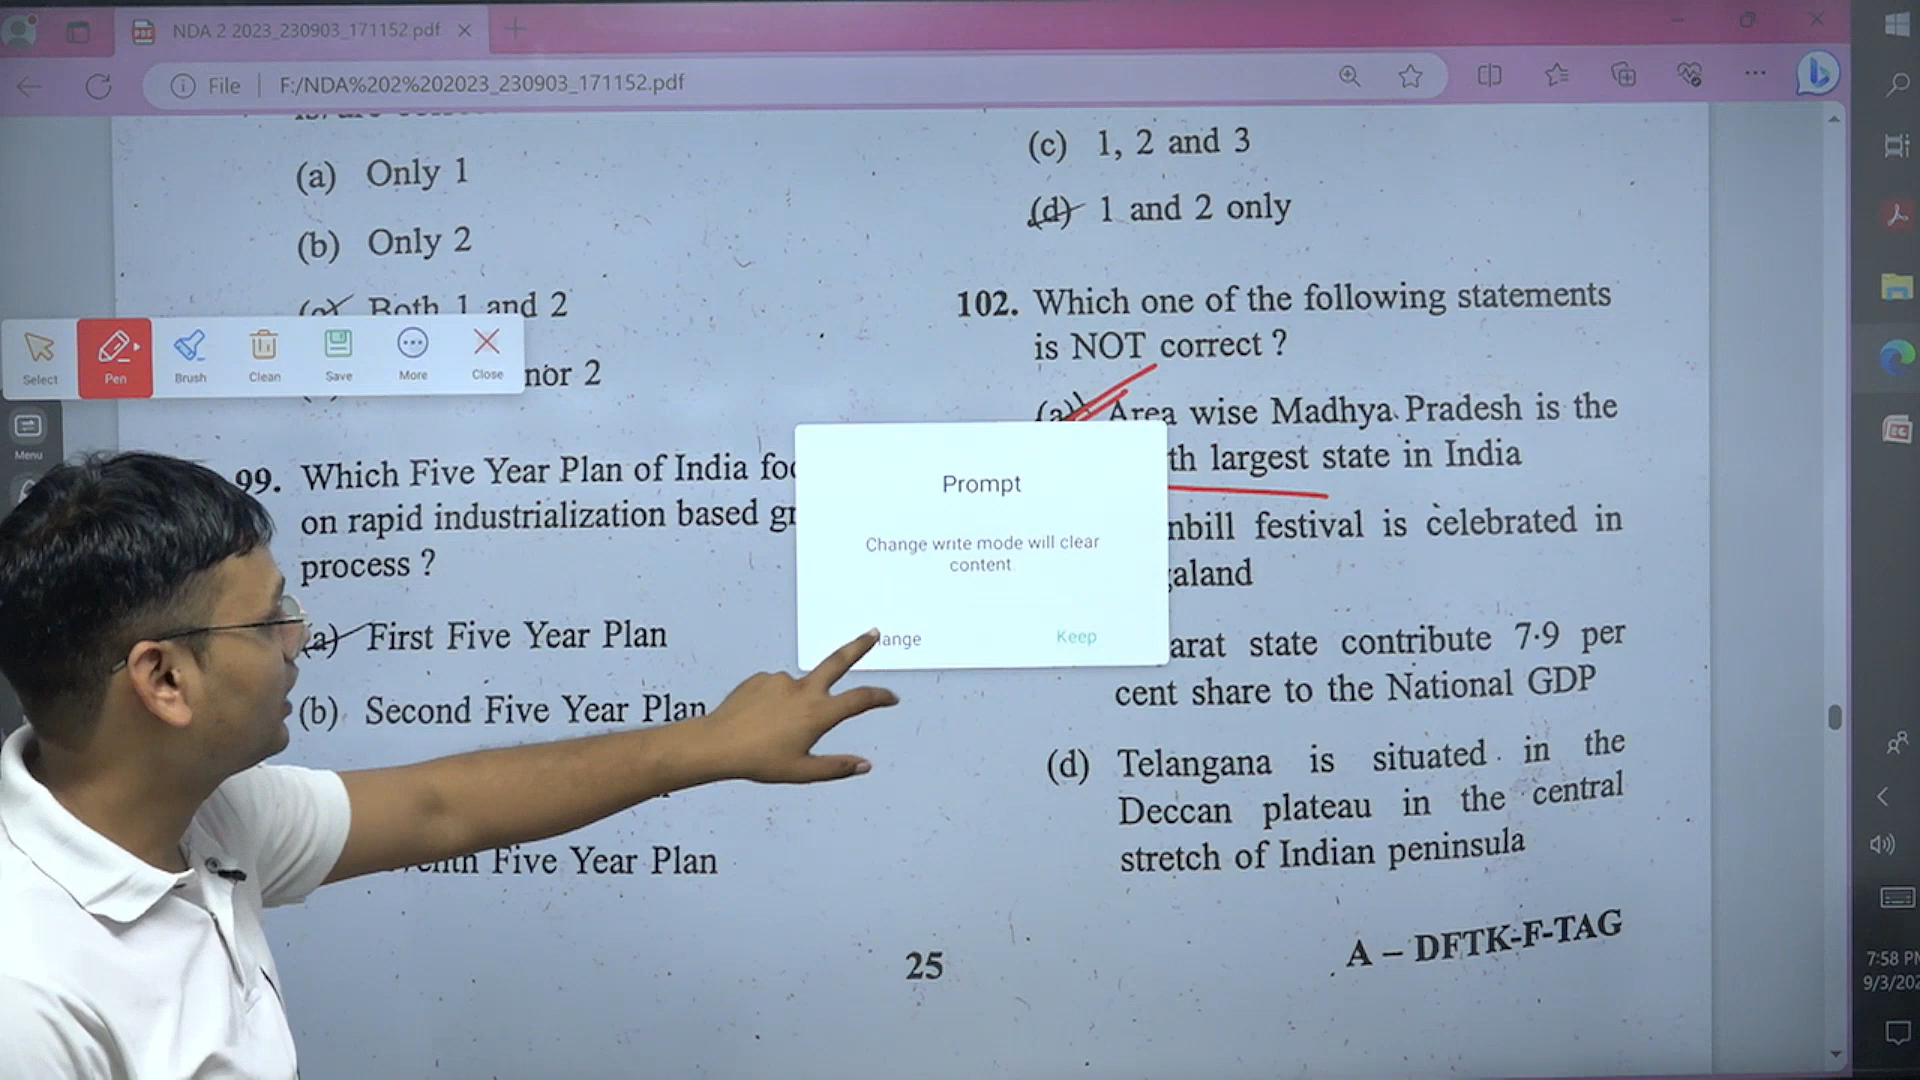 NDA 2 2023_230903_171152.pdf
File
F:/NDA%202%202023_230903_171152.pdf
(a) Only 1
(b) Only 2
Both 1 and 2
nor 2
Select
Pen
Brush
Clean
Save
More
Close
Menu
99. Which Five Year Plan of India
on rapid industrialization based
process ?
(a) First Five Year Plan
(b) Second Five Year Plan
Five Year Plan
(c) 1, 2 and 3
(d) 1 and 2 only
102. Which one of the following statements
is NOT correct ?
(a) Area wise Madhya Pradesh is the
th largest state in India
nbill festival is celebrated in
aland
arat state contribute 7·9 per
cent share to the National GDP
(d) Telangana is situated in the
Deccan plateau in the central
stretch of Indian peninsula
Prompt
Change write mode will clear
content
ange
Keep
25
A – DFTK-F-TAG
7:58 PM
9/3/202